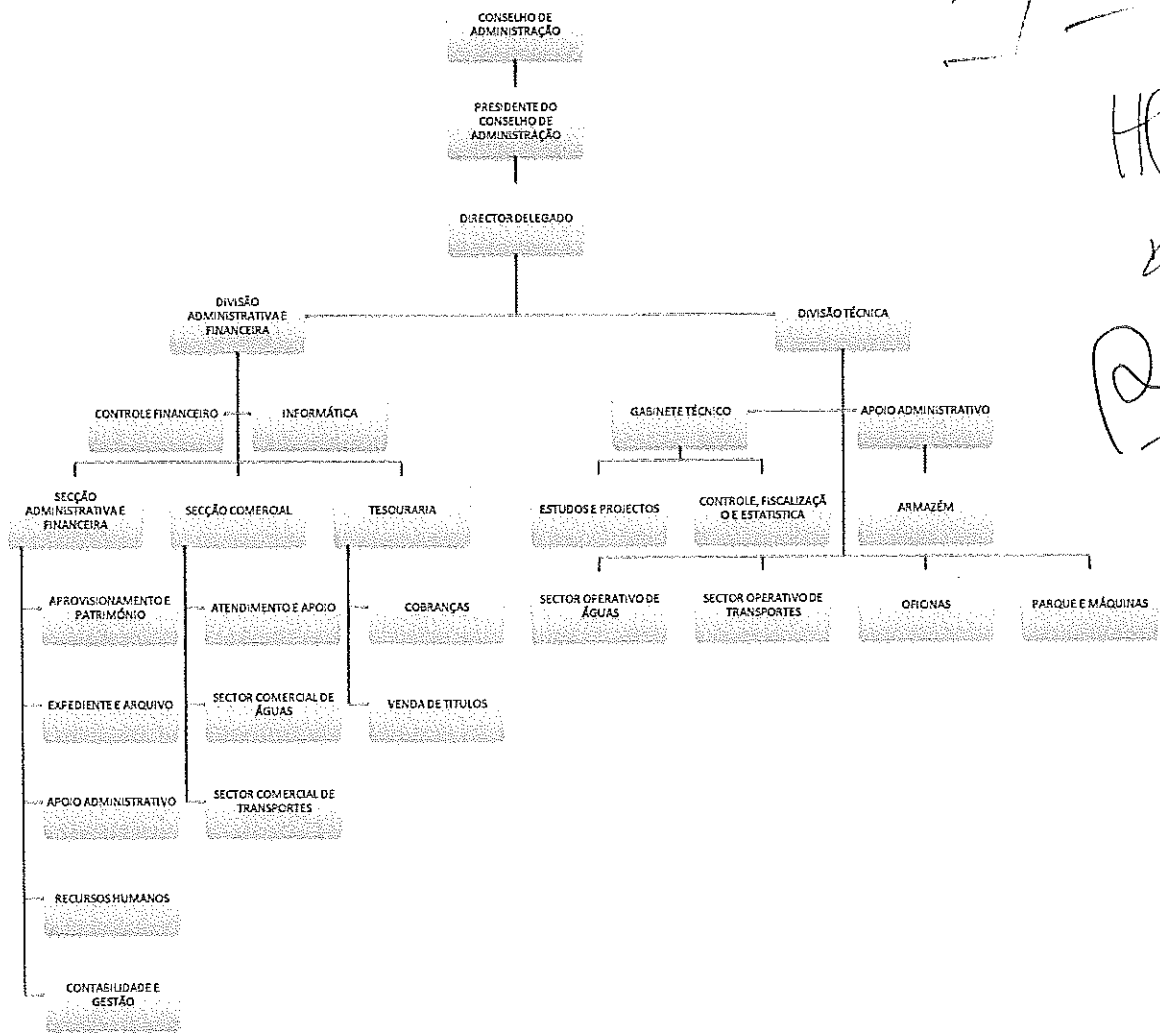 CONSELHO DE
ADMINISTRAÇÃO
PRESIDENTE DO
CONSELHO DE
ADMINISTRAÇÃO
DIRECTOR DELEGADO
DIVISÃO
ADMINISTRATIVA E
FINANCEIRA
DIVISÃO TÉCNICA
CONTROLE FINANCEIRO
INFORMÁTICA
GABINETE TÉCNICO
APOIO ADMINISTRATIVO
SECÇÃO
ADMINISTRATIVA E
FINANCEIRA
SECÇÃO COMERCIAL
TESOURARIA
ESTUDOS E PROJECTOS
CONTROLE, FISCALIZAÇÃ
O E ESTATISTICA
ARMAZÉM
APROVISIONAMENTO E
PATRIMÓNIO
ATENDIMENTO E APOIO
COBRANÇAS
SECTOR OPERATIVO DE
ÁGUAS
SECTOR OPERATIVO DE
TRANSPORTES
OFICINAS
PARQUE E MÁQUINAS
EXPEDIENTE E ARQUIVO
SECTOR COMERCIAL DE
ÁGUAS
VENDA DE TITULOS
APOIO ADMINISTRATIVO
SECTOR COMERCIAL DE
TRANSPORTES
RECURSOS HUMANOS
CONTABILIDADE E
GESTÃO